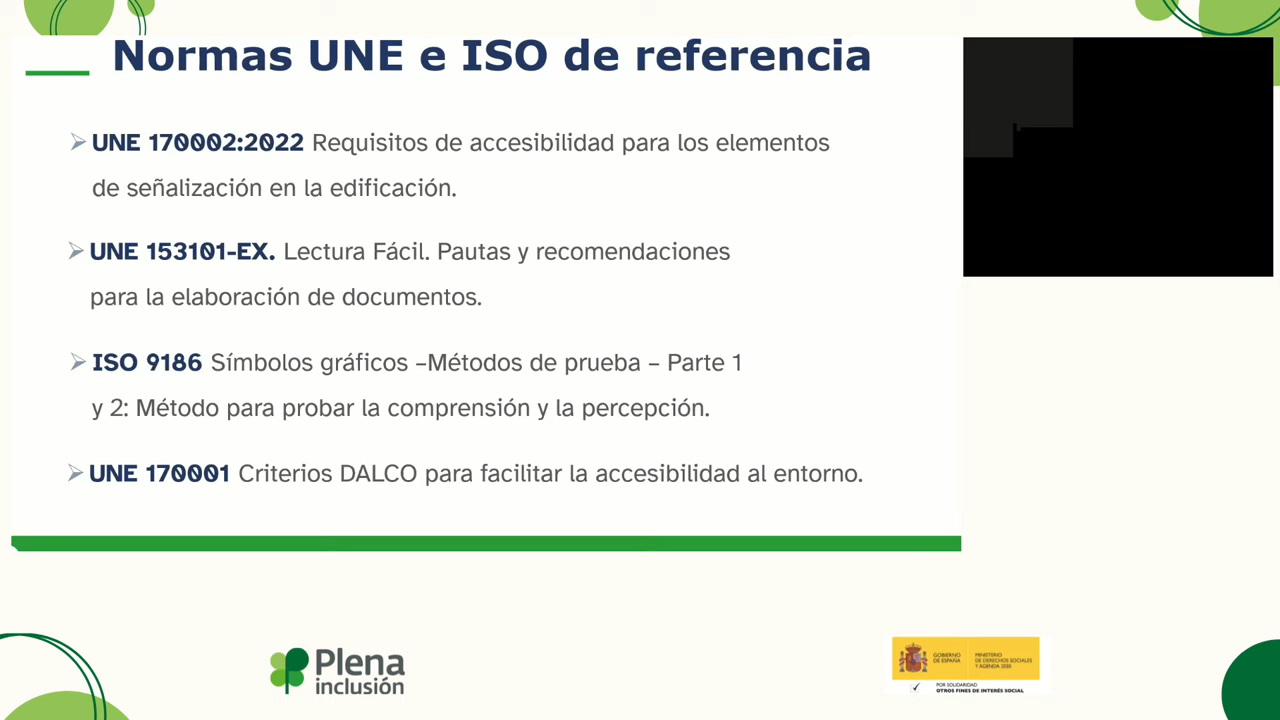 Normas UNE e ISO de referencia
UNE 170002:2022 Requisitos de accesibilidad para los elementos
de señalización en la edificación.
UNE 153101-EX. Lectura Fácil. Pautas y recomendaciones
para la elaboración de documentos.
ISO 9186 Símbolos gráficos –Métodos de prueba – Parte 1
y 2: Método para probar la comprensión y la percepción.
UNE 170001 Criterios DALCO para facilitar la accesibilidad al entorno.
Plena
inclusión
GOBIERNO
DE ESPAÑA
MINISTERIO
DE DERECHOS SOCIALES
Y AGENDA 2030
POR SOLIDARIDAD
OTROS FINES DE INTERÉS SOCIAL